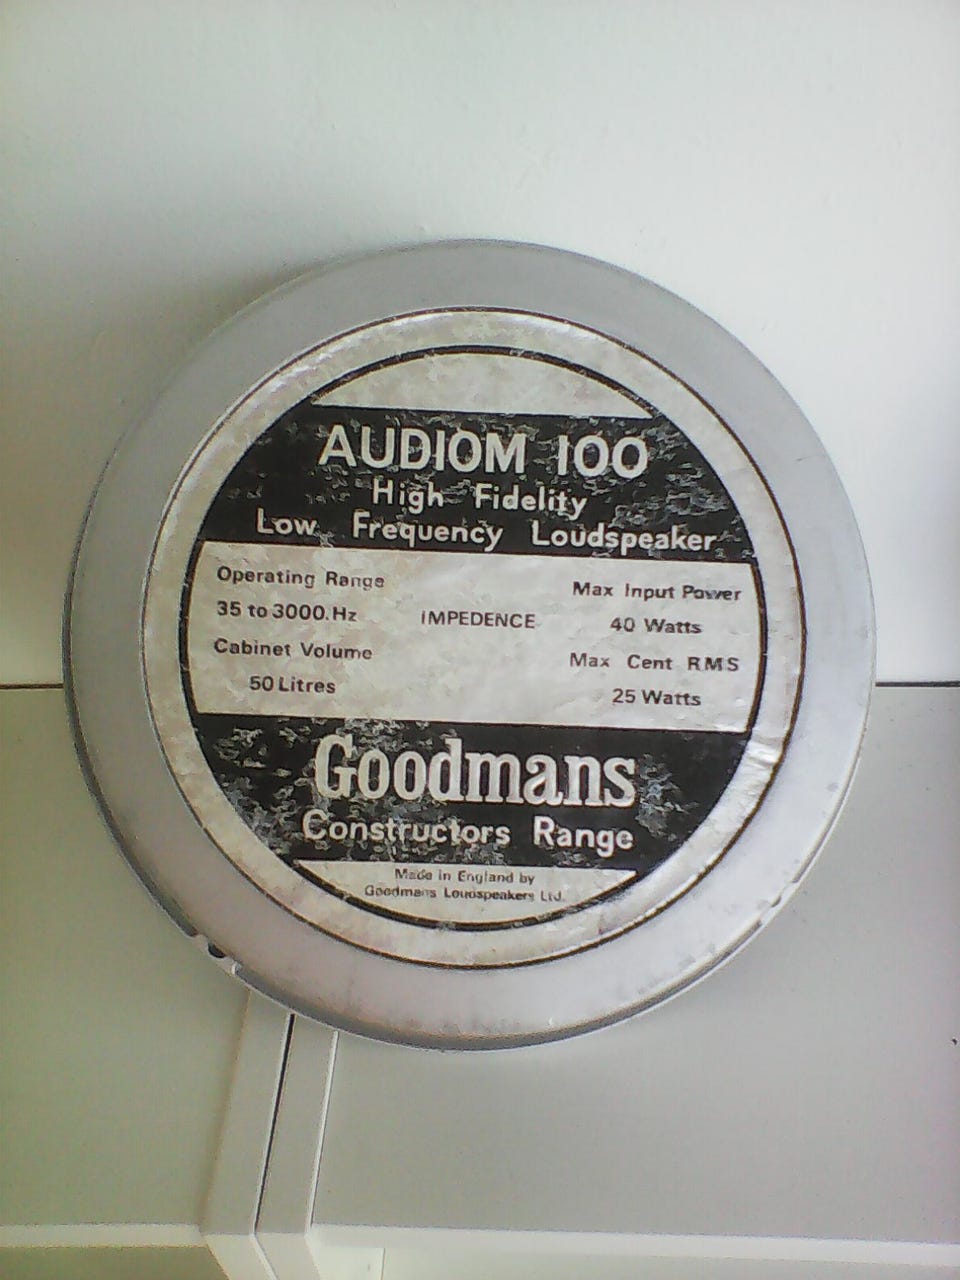 AUDIOM 100
High Fidelity
Low Frequency Loudspeaker
Operating Range
35 to 3000.Hz
Cabinet Volume
50 Litres
IMPEDENCE
Max Input Power
40 Watts
Max Cent RMS
25 Watts
Goodmans
Constructors Range
Made in England by
Goodmans Loudspeakers Ltd.